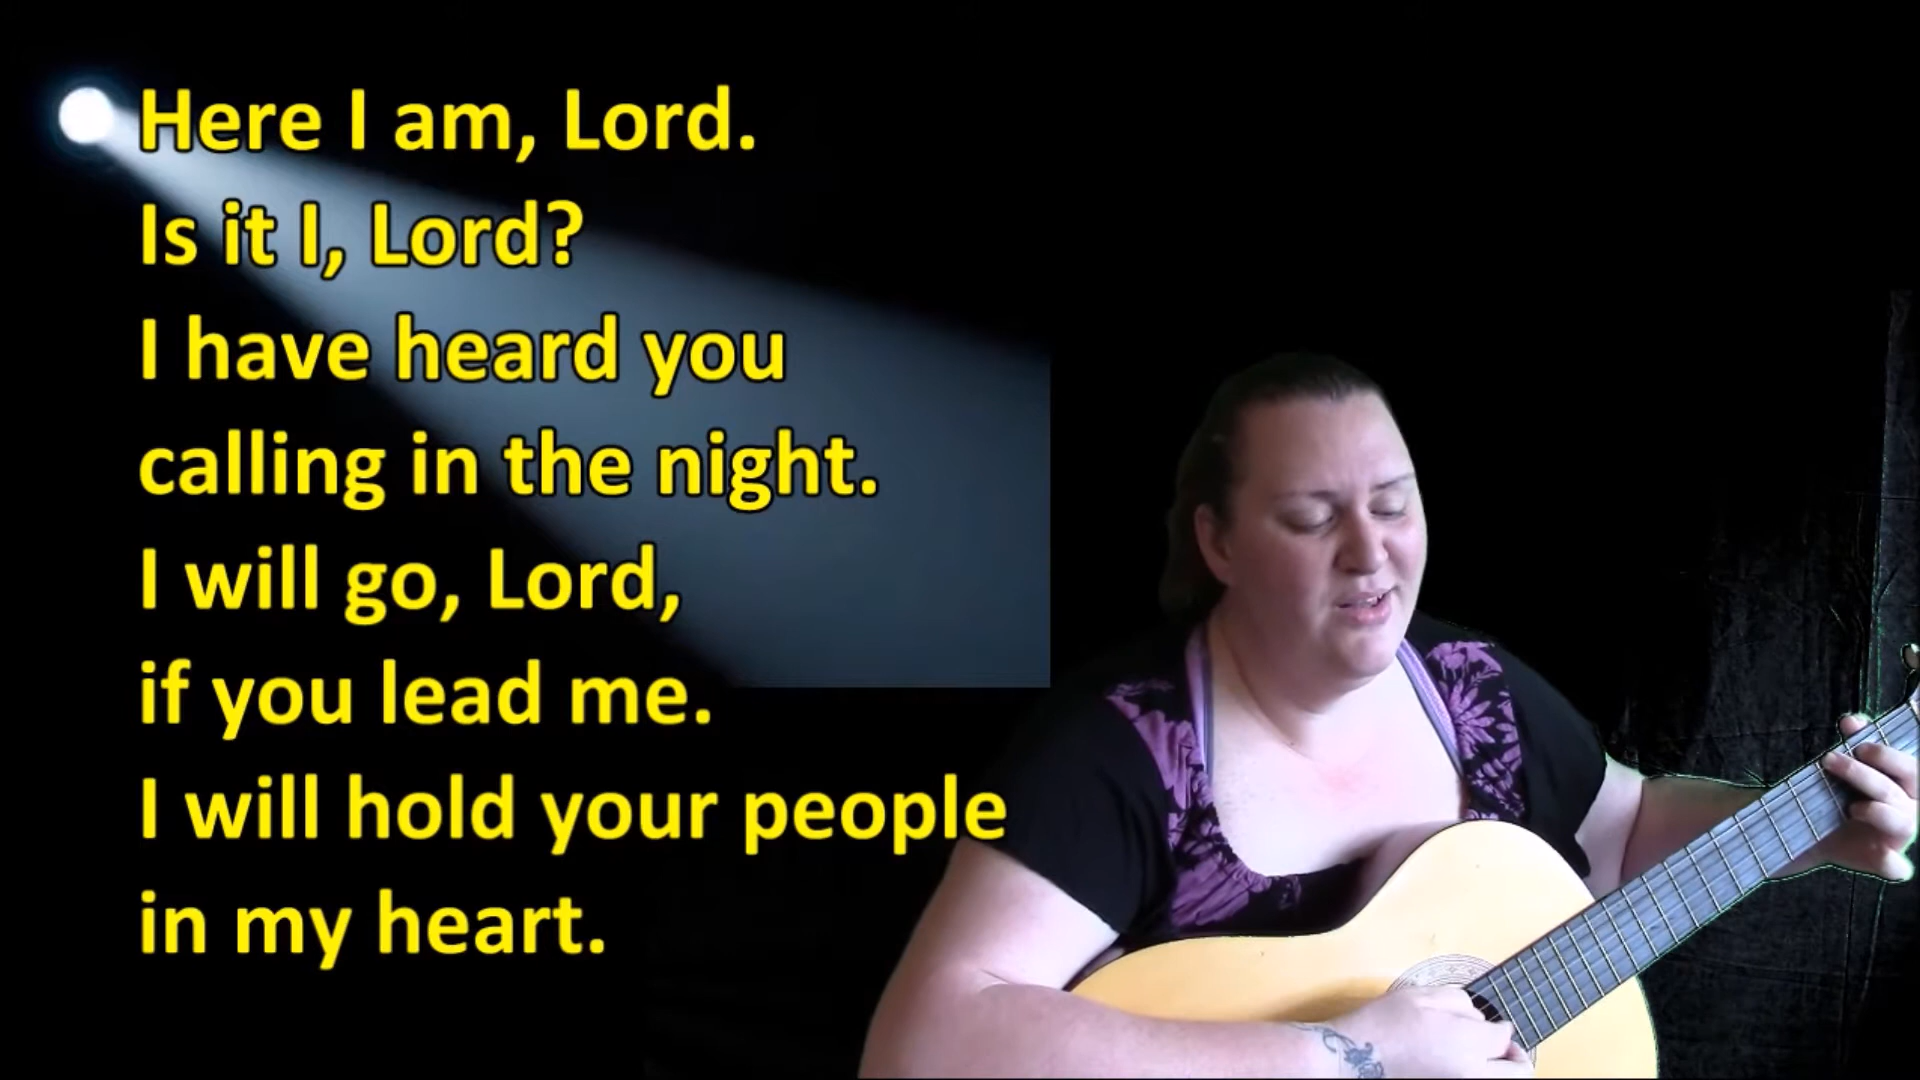 Here I am, Lord.
Is it I, Lord?
I have heard you
calling in the night.
I will go, Lord,
if you lead me.
I will hold your people
in my heart.